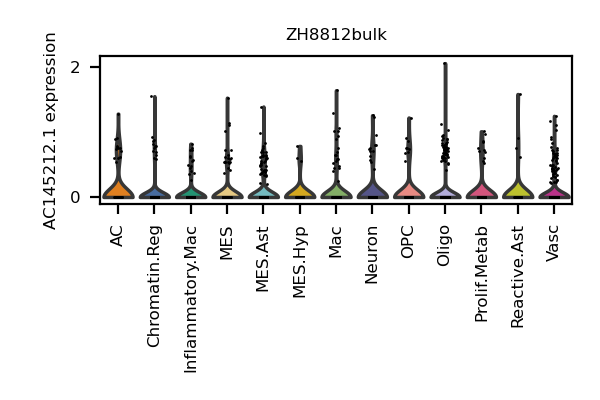 ZH8812bulk
AC145212.1 expression
2
0
AC
Chromatin.Reg
Inflammatory.Mac
MES
MES.Ast
MES.Hyp
Mac
Neuron
OPC
Oligo
Prolif.Metab
Reactive.Ast
Vasc